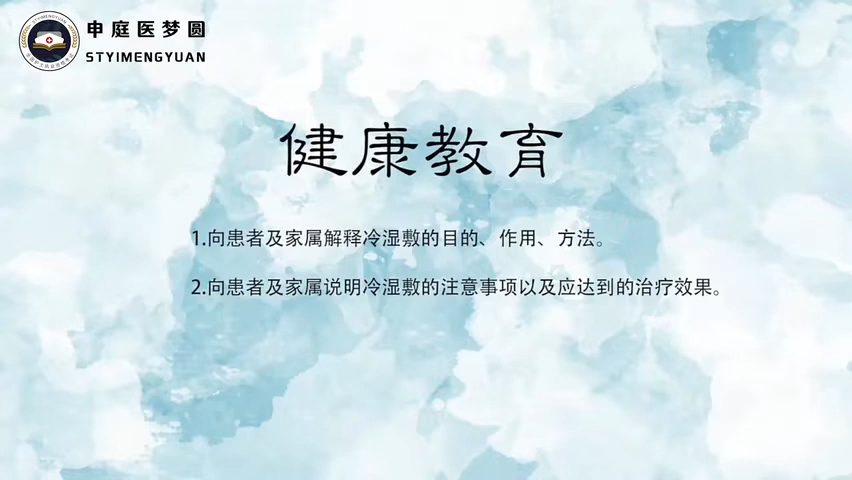 申庭医梦圆
STYIMENGYUAN
健康教育
1.向患者及家属解释冷湿敷的目的、作用、方法。
2.向患者及家属说明冷湿敷的注意事项以及应达到的治疗效果。